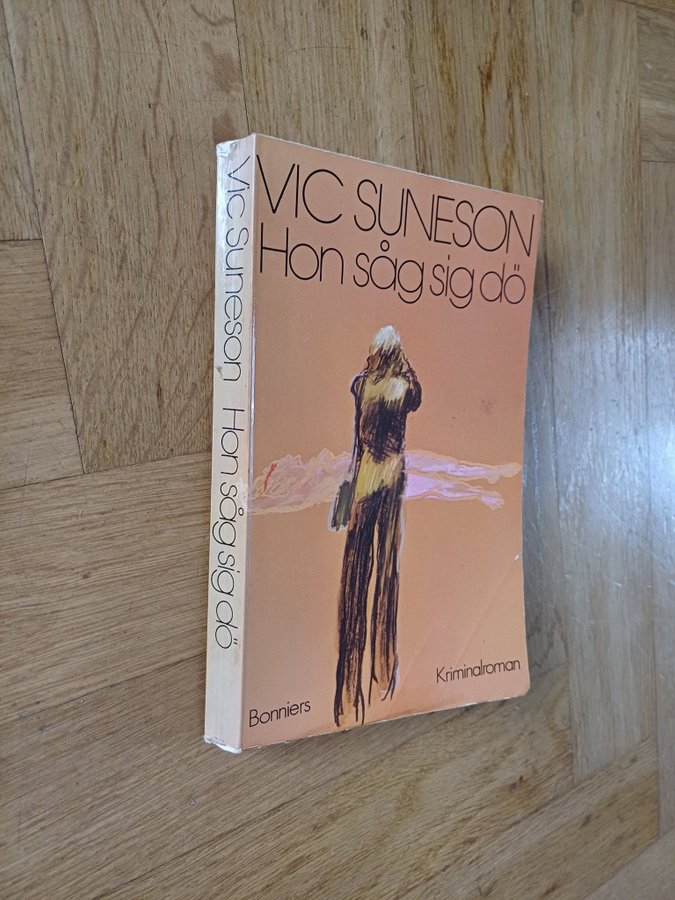 VIC SUNESON
Hon såg sig dö
Kriminalroman
Bonniers
Vic Suneson Hon såg sig dö